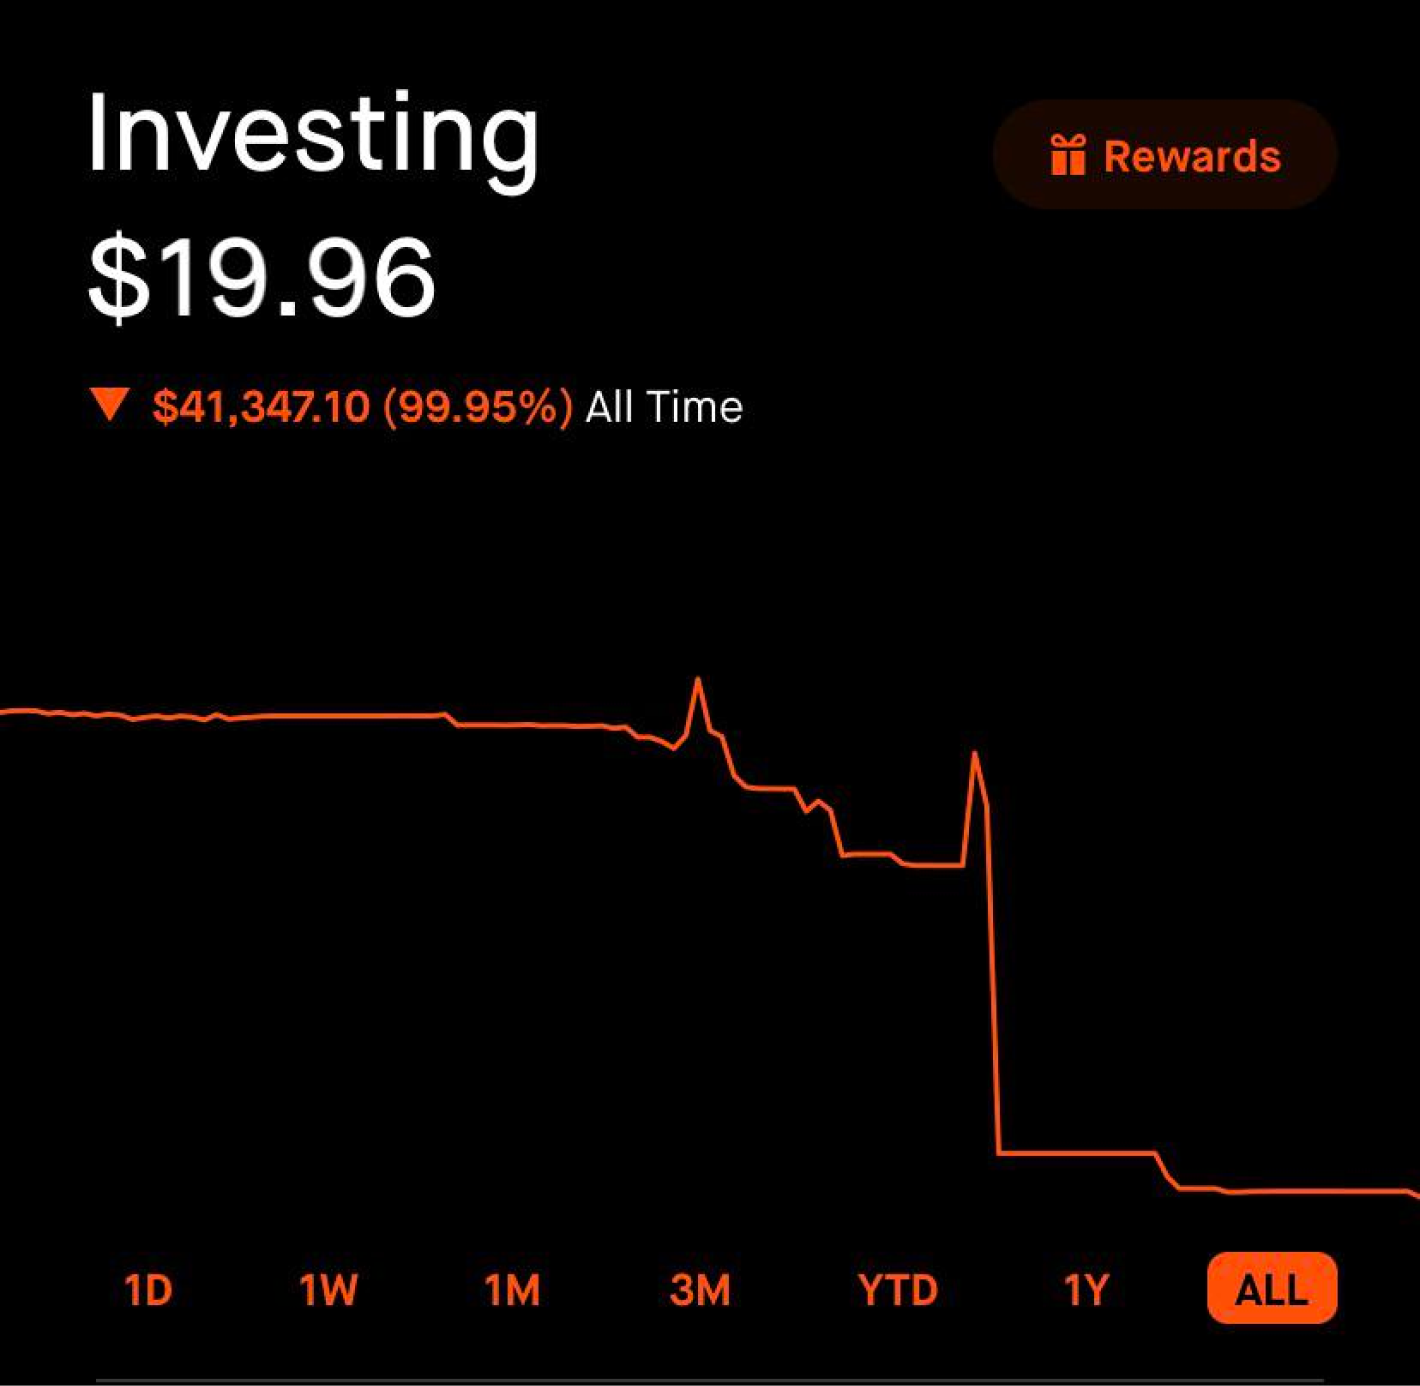 Investing
Rewards
$19.96
▼ $41,347.10 (99.95%) All Time
1D 1W 1M 3M YTD 1Y ALL